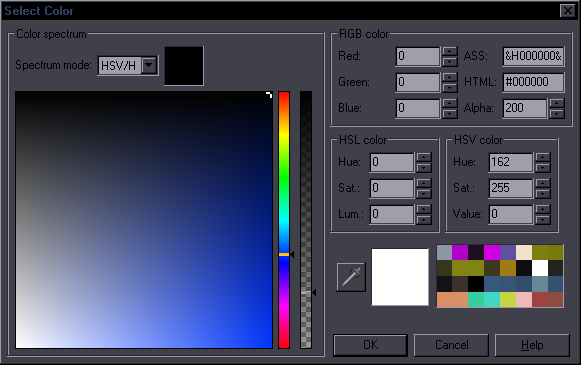 Select Color
Color spectrum
Spectrum mode: HSV/H
RGB color
Red: 0 ASS: &H000000&
Green: 0 HTML: #000000
Blue: 0 Alpha: 200
HSL color
Hue: 0
Sat.: 0
Lum.: 0
HSV color
Hue: 162
Sat.: 255
Value: 0
OK Cancel Help